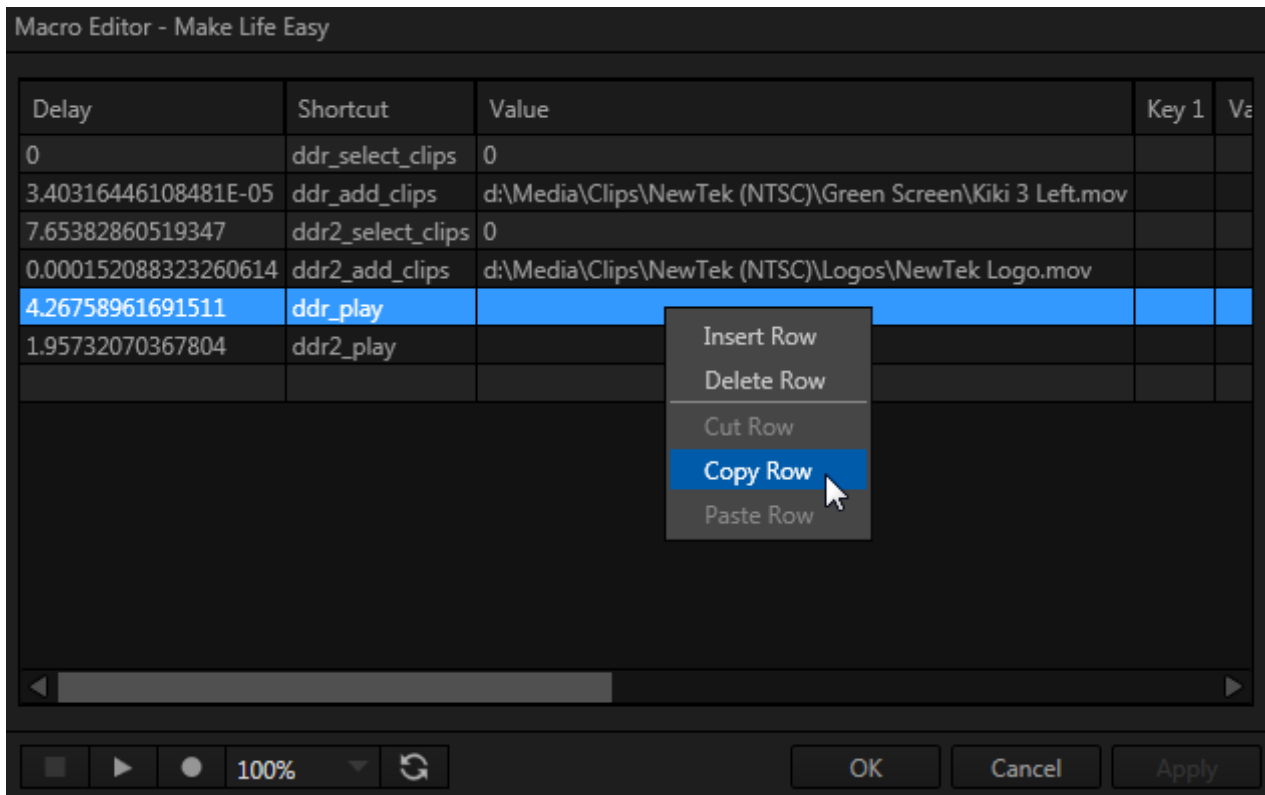 Macro Editor - Make Life Easy
Delay Shortcut Value Key 1 Va
0 ddr_select_clips 0
3.40316446108481E-05 ddr_add_clips d:\Media\Clips\NewTek (NTSC)\Green Screen\Kiki 3 Left.mov
7.65382860519347 ddr2_select_clips 0
0.000152088323260614 ddr2_add_clips d:\Media\Clips\NewTek (NTSC)\Logos\NewTek Logo.mov
4.26758961691511 ddr_play
1.95732070367804 ddr2_play
Insert Row
Delete Row
Cut Row
Copy Row
Paste Row
100% OK Cancel Apply